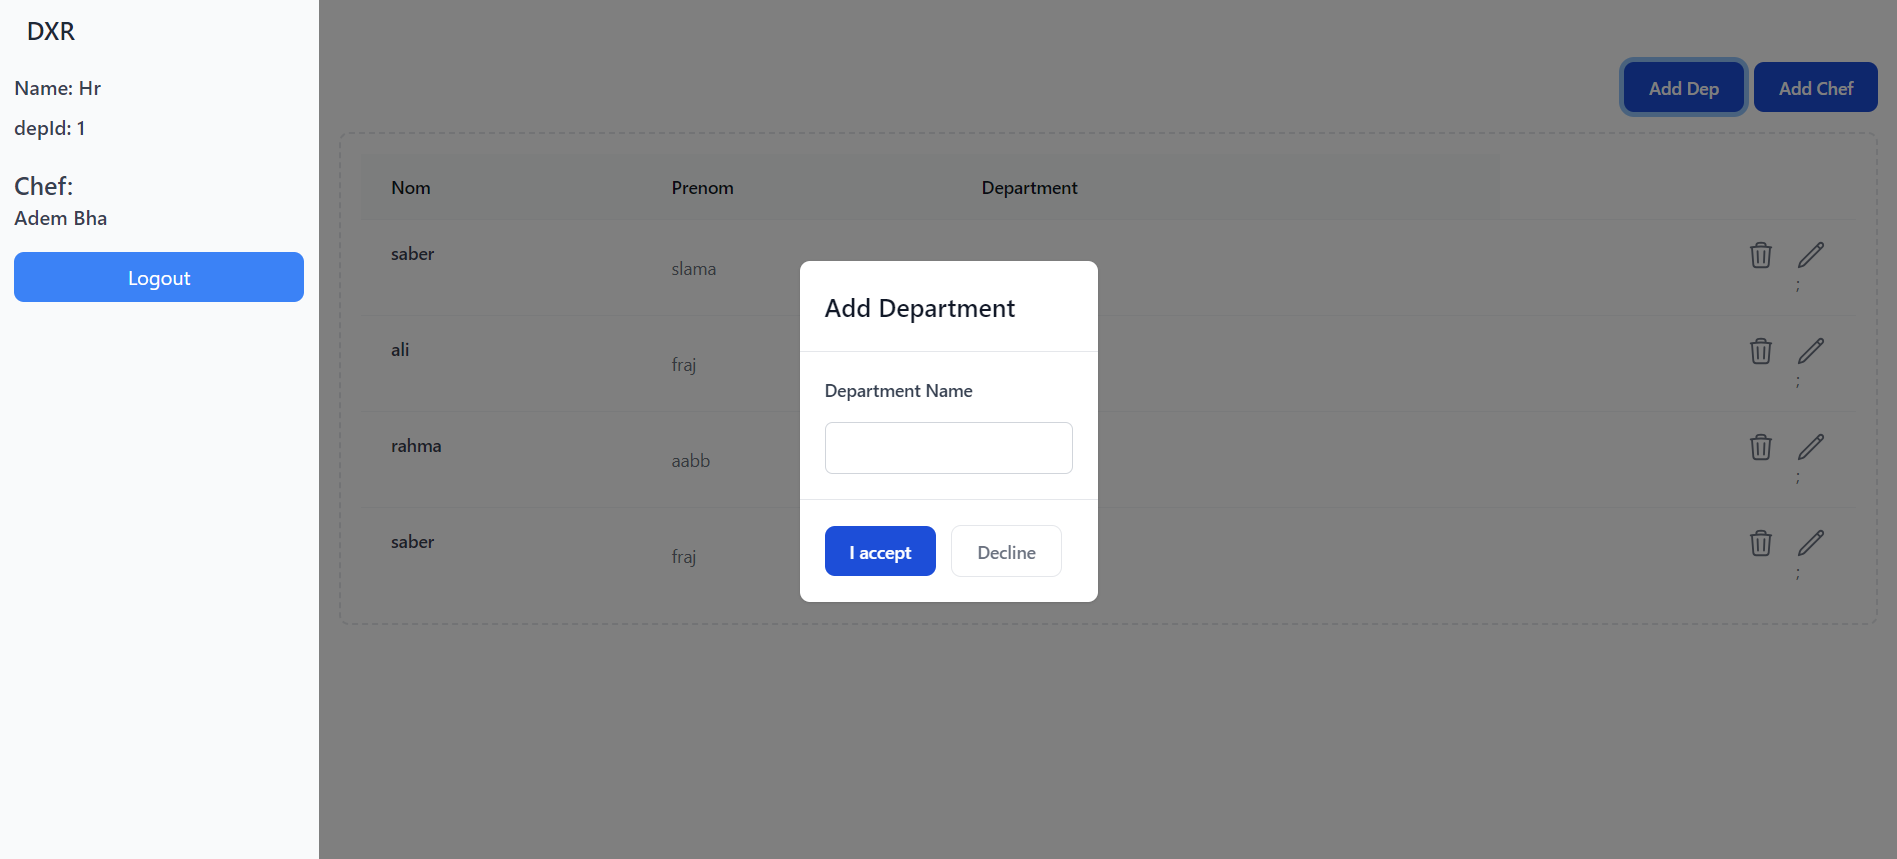 DXR
Name: Hr
depId: 1
Chef:
Adem Bha
Logout
Add Dep
Add Chef
Nom
Prenom
Department
saber
slama
;
ali
fraj
;
rahma
aabb
;
saber
fraj
;
Add Department
Department Name
I accept
Decline